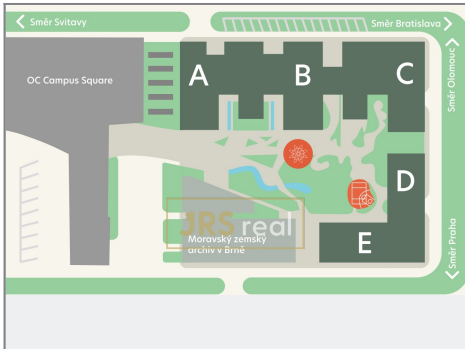 Směr Svitavy
Směr Bratislava
Směr Olomouc
OC Campus Square
A
B
C
D
E
JRS real
Moravský zemský
archiv v Brně
Směr Praha